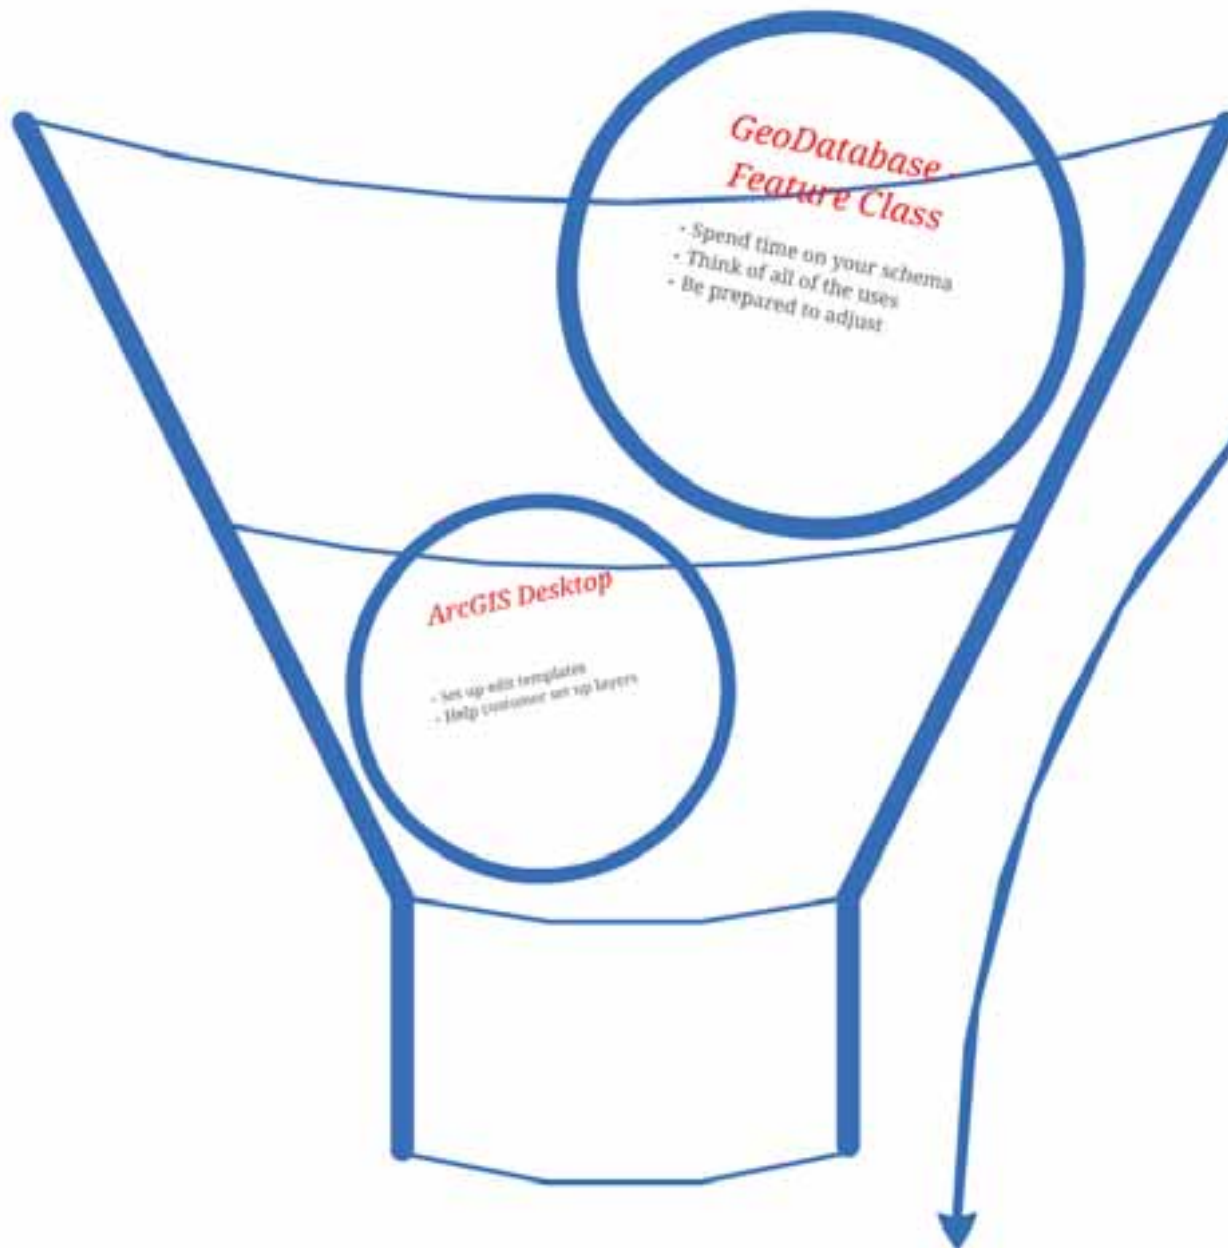 GeoDatabase -
Feature Class
- Spend time on your schema
- Think of all of the uses
- Be prepared to adjust
ArcGIS Desktop
- Set up edit templates
- Help customer set up layers